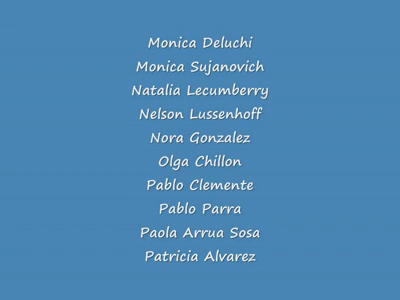 Monica Deluchi
Monica Sujanovich
Natalia Lecumberry
Nelson Lussenhoff
Nora Gonzalez
Olga Chillon
Pablo Clemente
Pablo Parra
Paola Arrua Sosa
Patricia Alvarez